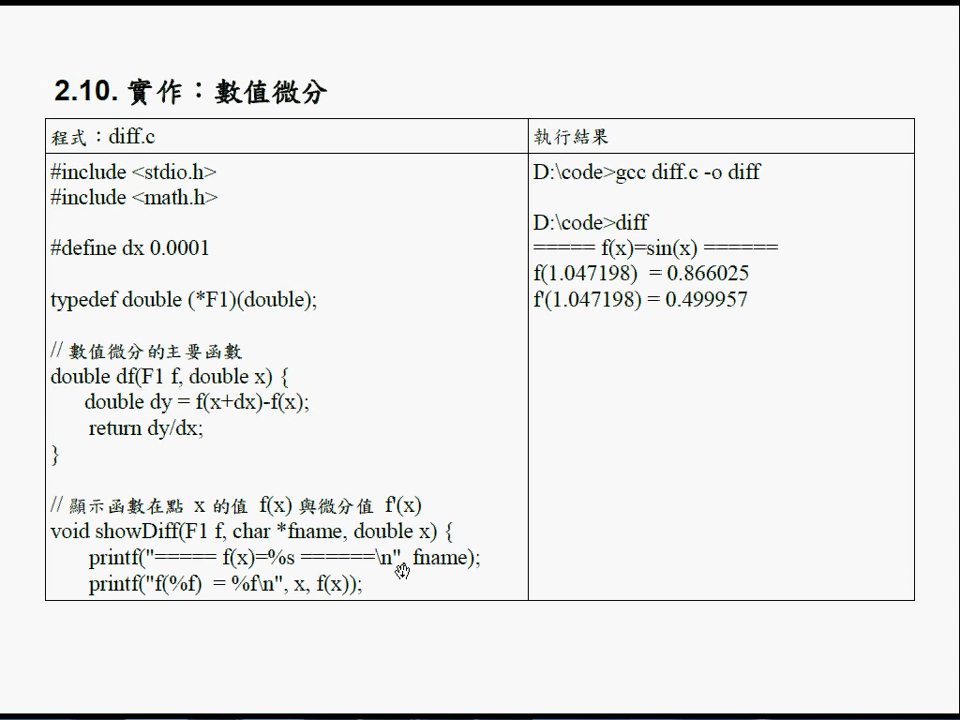 2.10. 實作：數值微分
程式：diff.c
#include <stdio.h>
#include <math.h>
#define dx 0.0001
typedef double (*F1)(double);
// 數值微分的主要函數
double df(F1 f, double x) {
double dy = f(x+dx)-f(x);
return dy/dx;
}
// 顯示函數在點 x 的值 f(x) 與微分值 f'(x)
void showDiff(F1 f, char *fname, double x) {
printf("===== f(x)=%s ======\n", fname);
printf("f(%f) = %f\n", x, f(x));
執行結果
D:\code>gcc diff.c -o diff
D:\code>diff
===== f(x)=sin(x) ======
f(1.047198) = 0.866025
f'(1.047198) = 0.499957